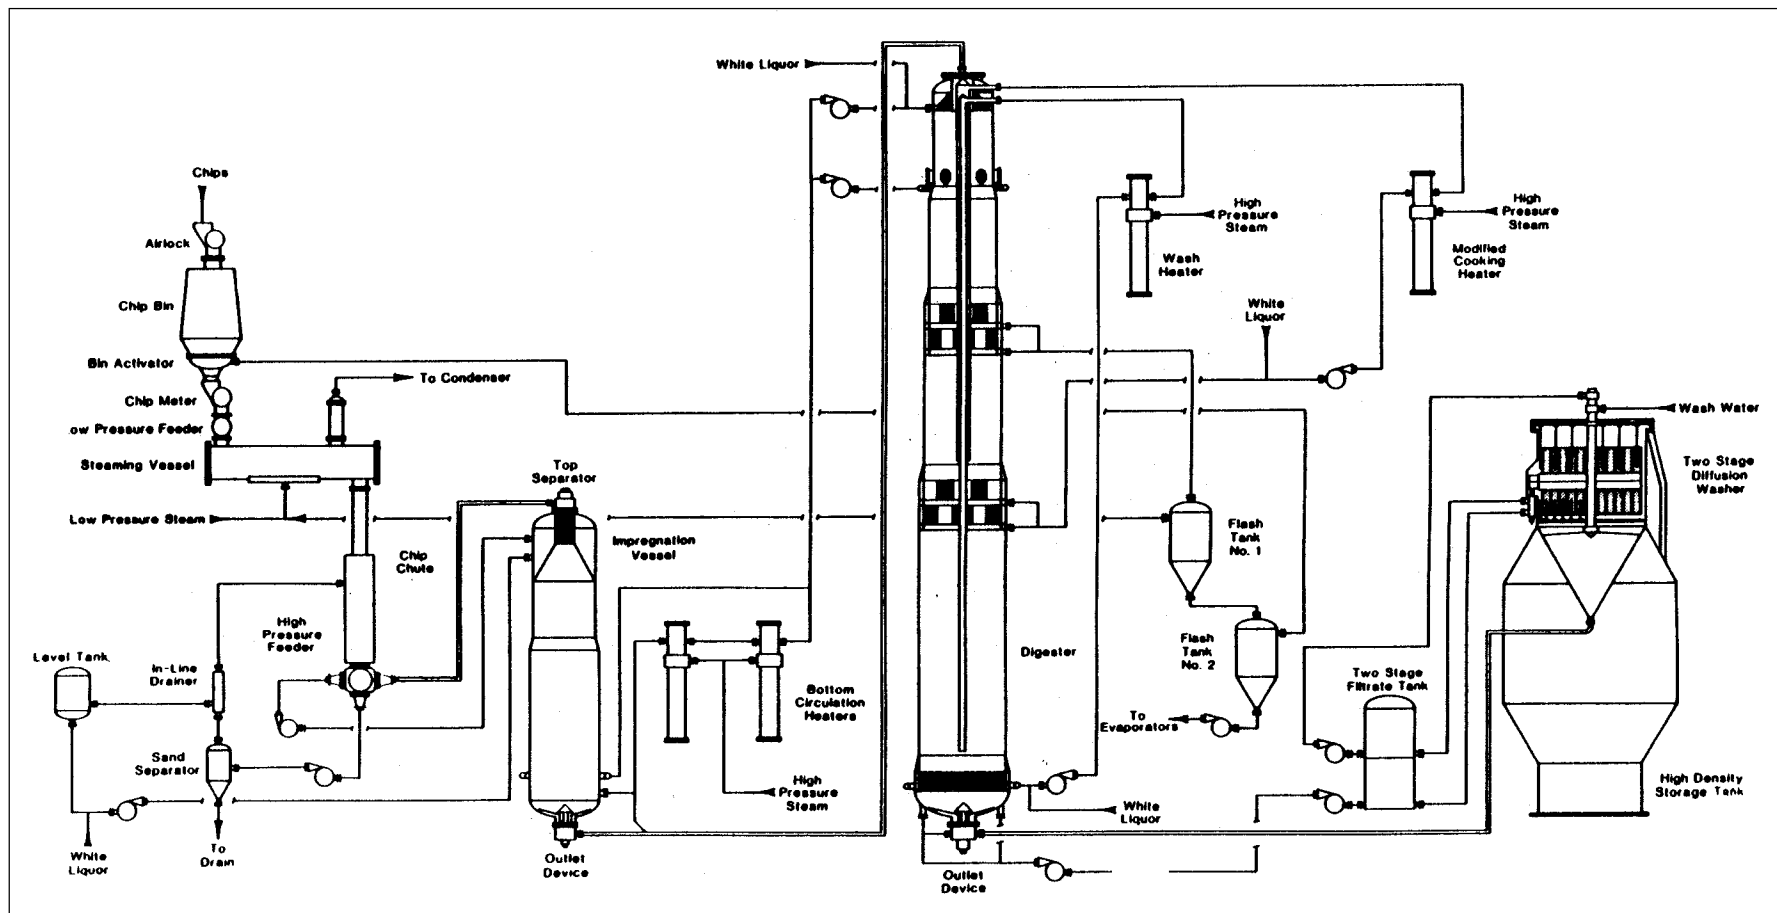 White Liquor
Chips
Airlock
Chip Bin
Bin Activator
To Condenser
Chip Meter
ow Pressure Feeder
Steaming Vessel
Low Pressure Steam
Chip
Chute
High
Pressure
Feeder
Level Tank
In-Line
Drainer
Sand
Separator
White
Liquor
To
Drain
Top
Separator
Impregnation
Vessel
Bottom
Circulation
Heaters
High
Pressure
Steam
Outlet
Device
Digester
Outlet
Device
White
Liquor
High
Pressure
Steam
Wash
Heater
High
Pressure
Steam
Modified
Cooking
Heater
White
Liquor
Flash
Tank
No. 1
Flash
Tank
No. 2
To
Evaporators
Two Stage
Filtrate Tank
Wash Water
Two Stage
Diffusion
Washer
High Density
Storage Tank